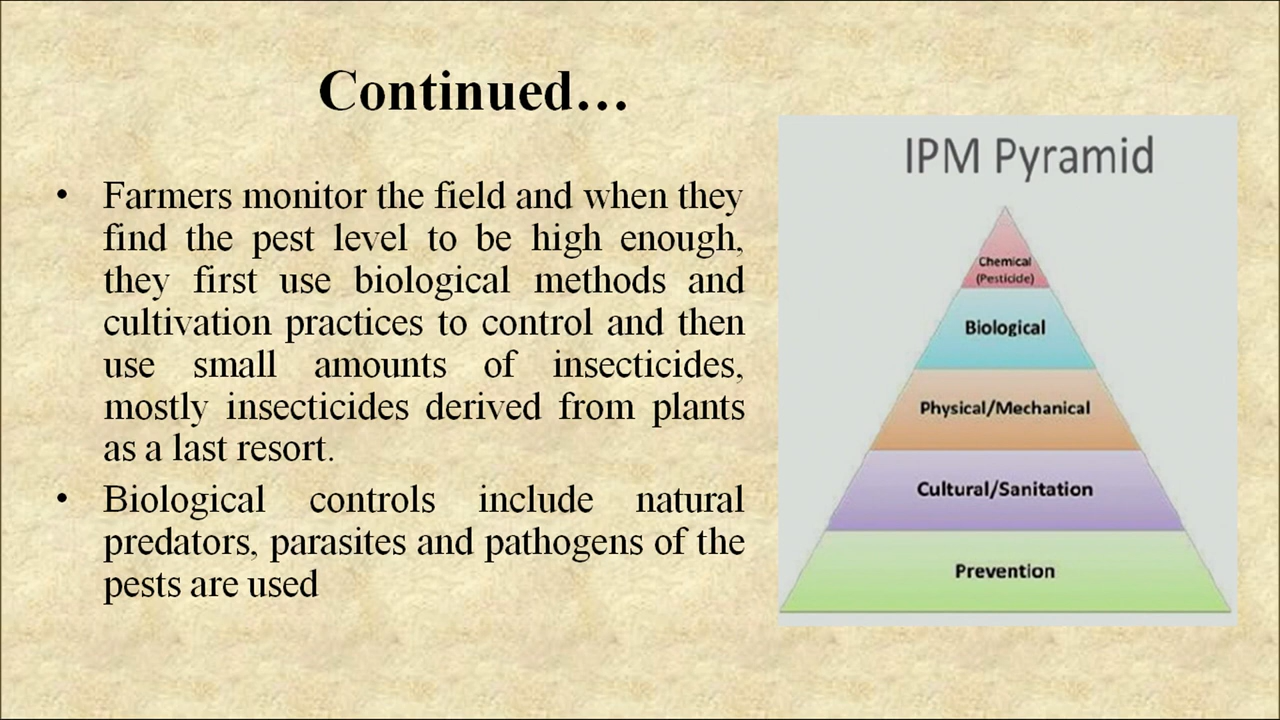 Continued…
• Farmers monitor the field and when they
find the pest level to be high enough,
they first use biological methods and
cultivation practices to control and then
use small amounts of insecticides,
mostly insecticides derived from plants
as a last resort.
• Biological controls include natural
predators, parasites and pathogens of the
pests are used
IPM Pyramid
Chemical
(Pesticide)
Biological
Physical/Mechanical
Cultural/Sanitation
Prevention